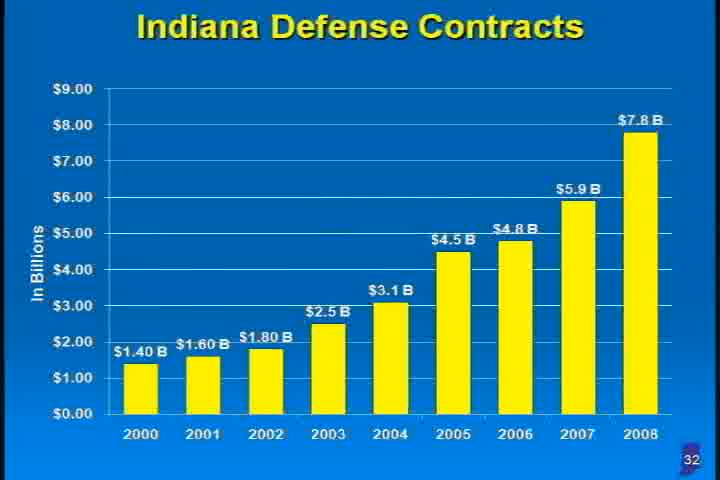 Indiana Defense Contracts
In Billions
$9.00
$8.00
$7.00
$6.00
$5.00
$4.00
$3.00
$2.00
$1.00
$0.00
$1.40 B
$1.60 B
$1.80 B
$2.5 B
$3.1 B
$4.5 B
$4.8 B
$5.9 B
$7.8 B
2000 2001 2002 2003 2004 2005 2006 2007 2008
32